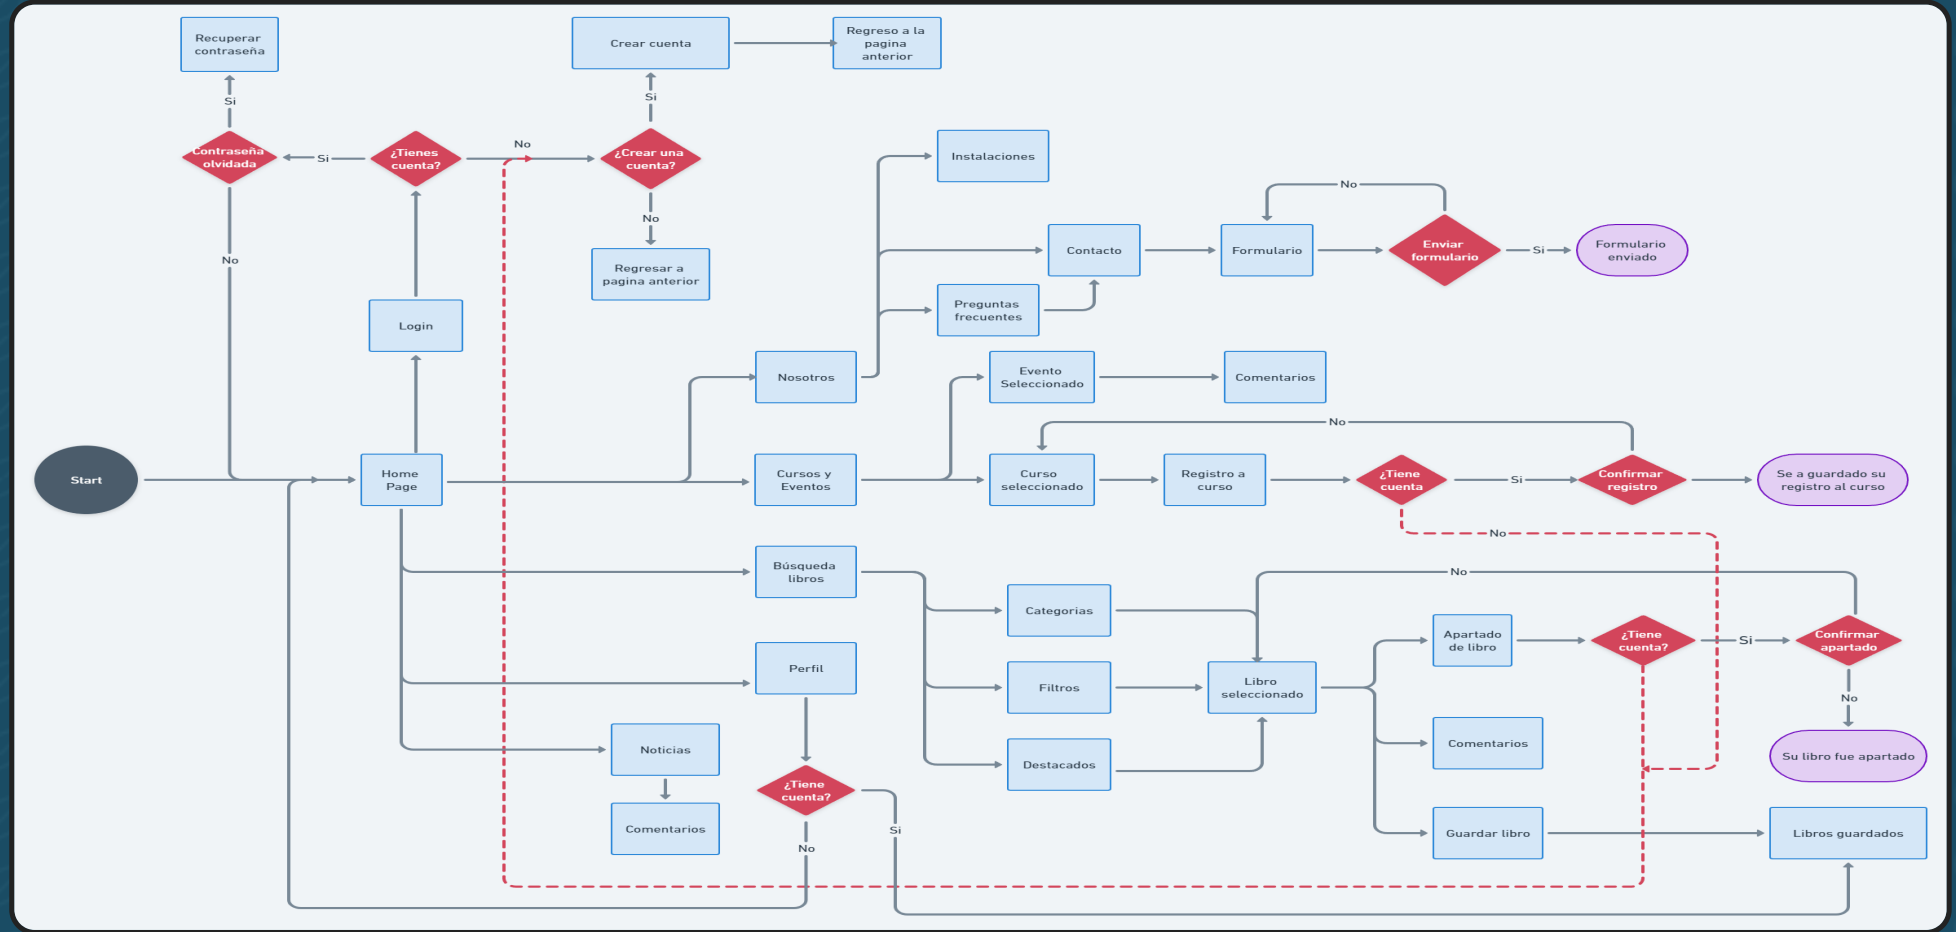 Recuperar
contraseña
Crear cuenta
Regreso a la
pagina
anterior
Si
Si
Contraseña
olvidada
Si
¿Tienes
cuenta?
No
¿Crear una
cuenta?
Instalaciones
No
No
Regresar a
pagina anterior
No
Contacto
Formulario
Enviar
formulario
Si
Formulario
enviado
Preguntas
frecuentes
Login
Nosotros
Evento
Seleccionado
Comentarios
No
Start
Home
Page
Cursos y
Eventos
Curso
seleccionado
Registro a
curso
¿Tiene
cuenta
Si
Confirmar
registro
Se a guardado su
registro al curso
No
Búsqueda
libros
No
Categorias
Apartado
de libro
¿Tiene
cuenta?
Si
Confirmar
apartado
Perfil
Filtros
Libro
seleccionado
No
Noticias
Destacados
Comentarios
Su libro fue apartado
¿Tiene
cuenta?
Comentarios
Si
No
Guardar libro
Libros guardados